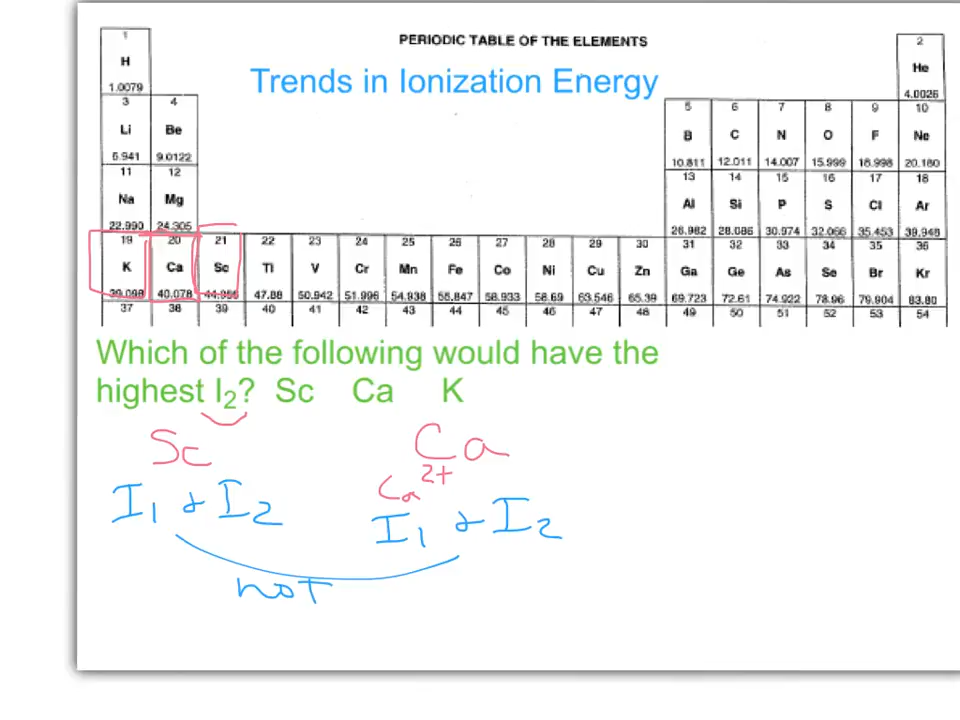 PERIODIC TABLE OF THE ELEMENTS
Trends in Ionization Energy
1 2
H He
1.0079 4.0026
3 4 5 6 7 8 9 10
Li Be B C N O F Ne
6.941 9.0122 10.811 12.011 14.007 15.999 18.998 20.180
11 12 13 14 15 16 17 18
Na Mg Al Si P S Cl Ar
22.990 24.305 26.982 28.086 30.974 32.066 35.453 39.948
19 20 21 22 23 24 25 26 27 28 29 30 31 32 33 34 35 36
K Ca Sc Ti V Cr Mn Fe Co Ni Cu Zn Ga Ge As Se Br Kr
39.098 40.078 44.956 47.88 50.942 51.996 54.938 55.847 58.933 58.69 63.546 65.39 69.723 72.61 74.922 78.96 79.904 83.80
37 38 39 40 41 42 43 44 45 46 47 48 49 50 51 52 53 54
Which of the following would have the
highest I₂? Sc Ca K
Sc Ca
Ca²⁺
I₁ & I₂ I₁ & I₂
not